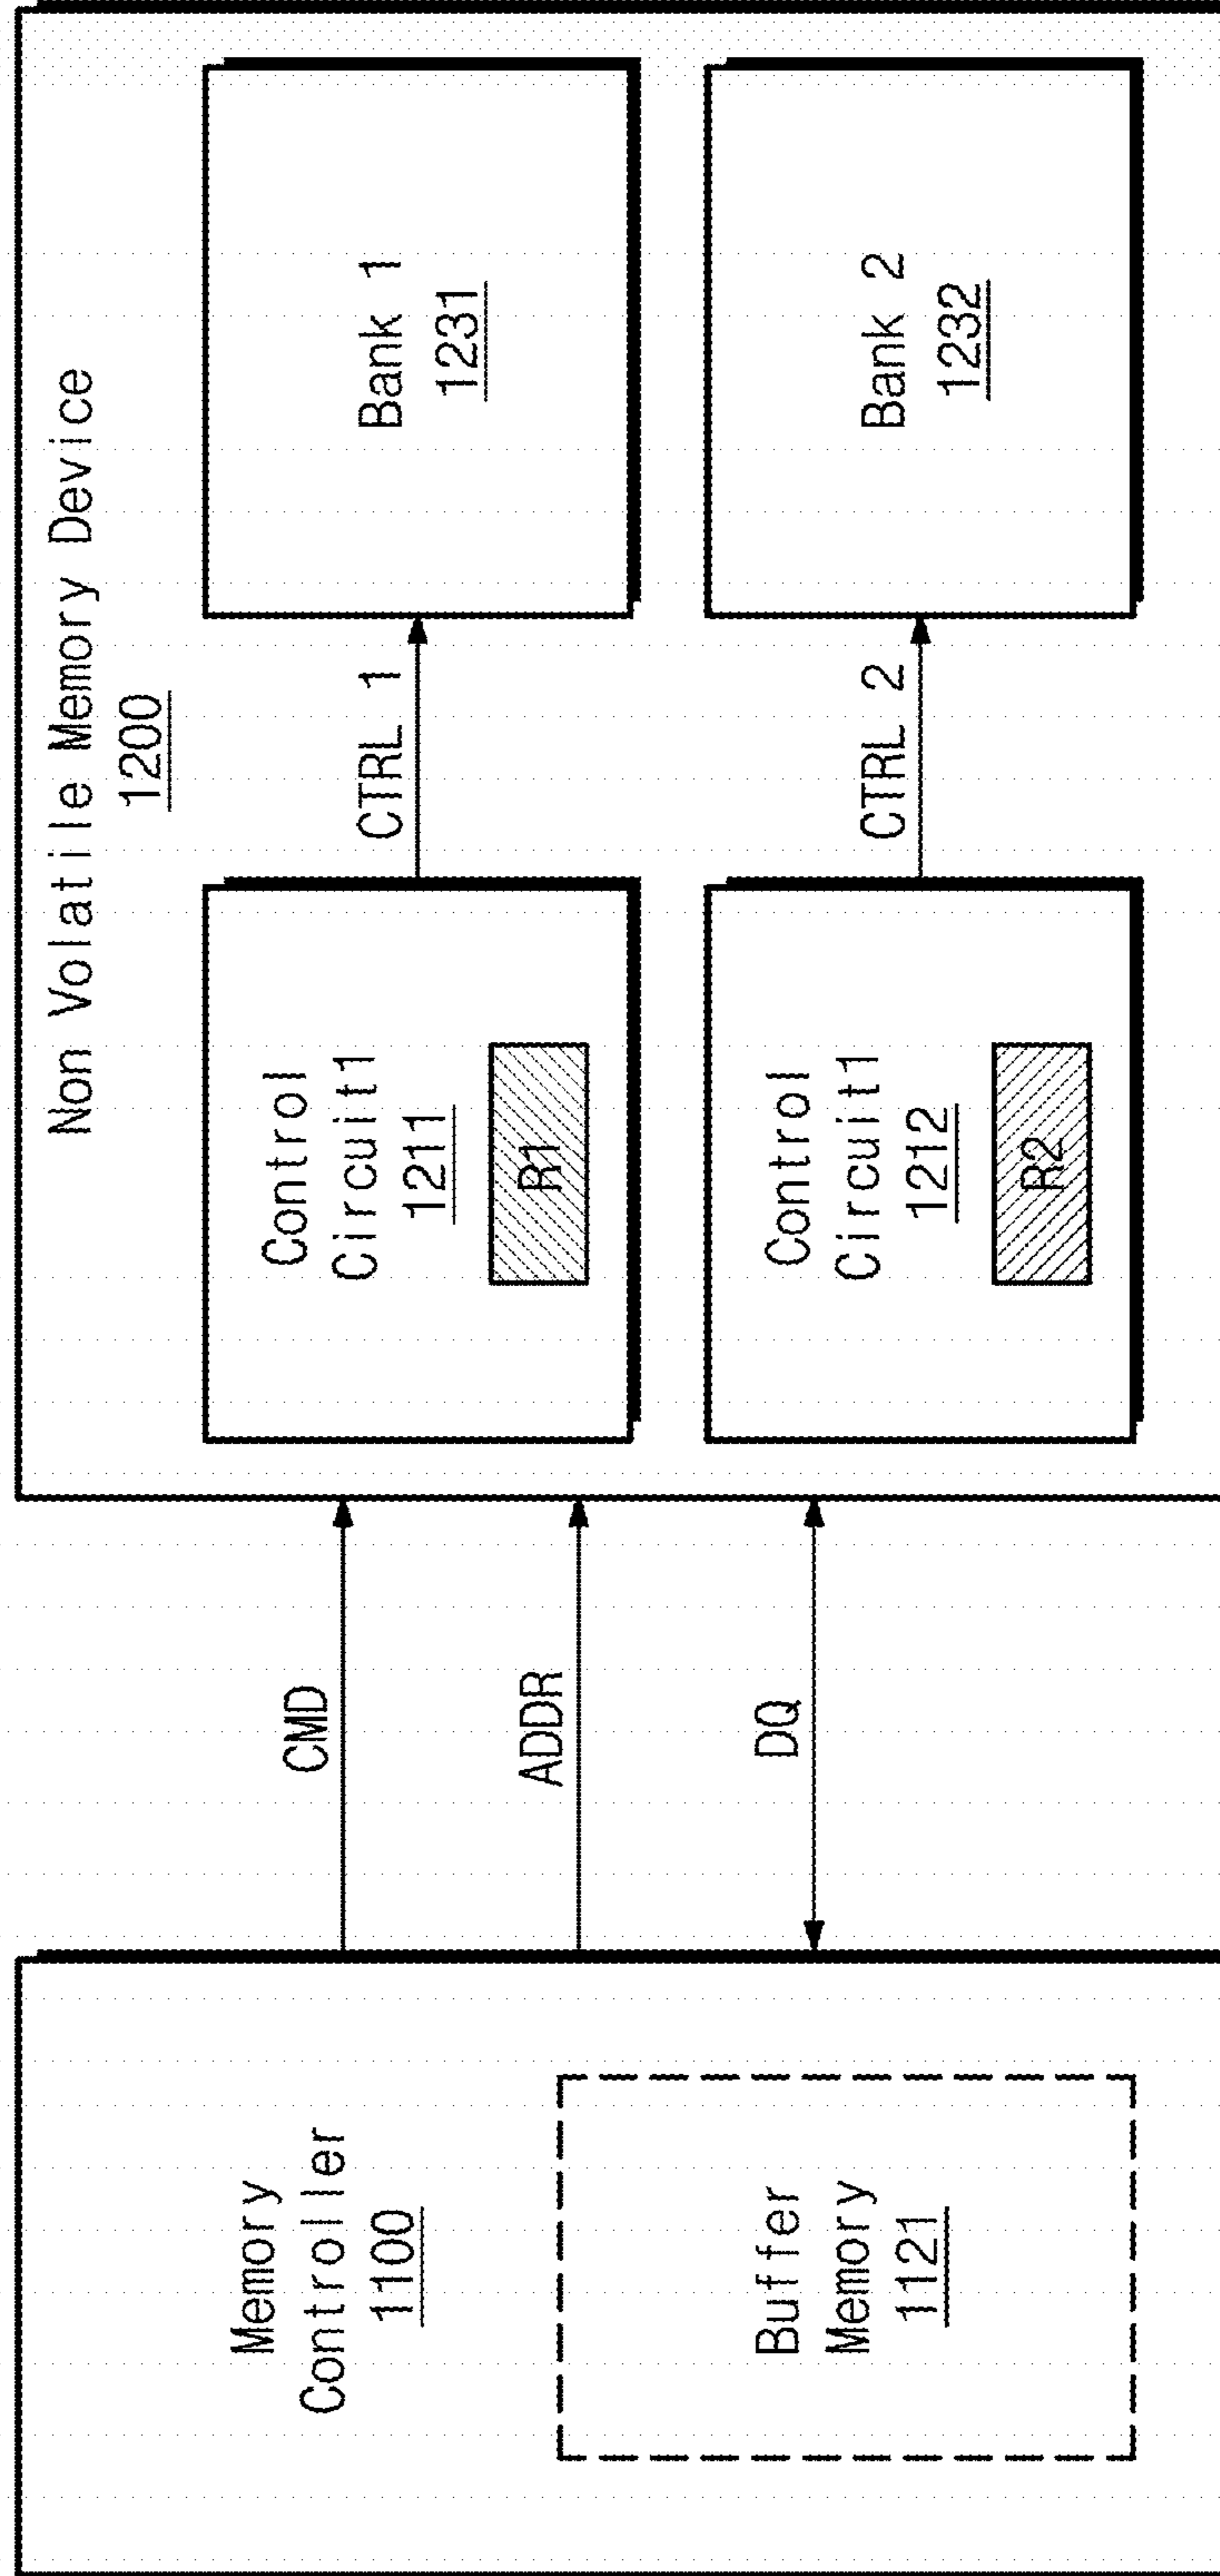 Memory
Controller
1100
Buffer
Memory
1121
CMD
ADDR
DQ
Non Volatile Memory Device
1200
Control
Circuit1
1211
R1
CTRL 1
Bank 1
1231
Control
Circuit1
1212
R2
CTRL 2
Bank 2
1232